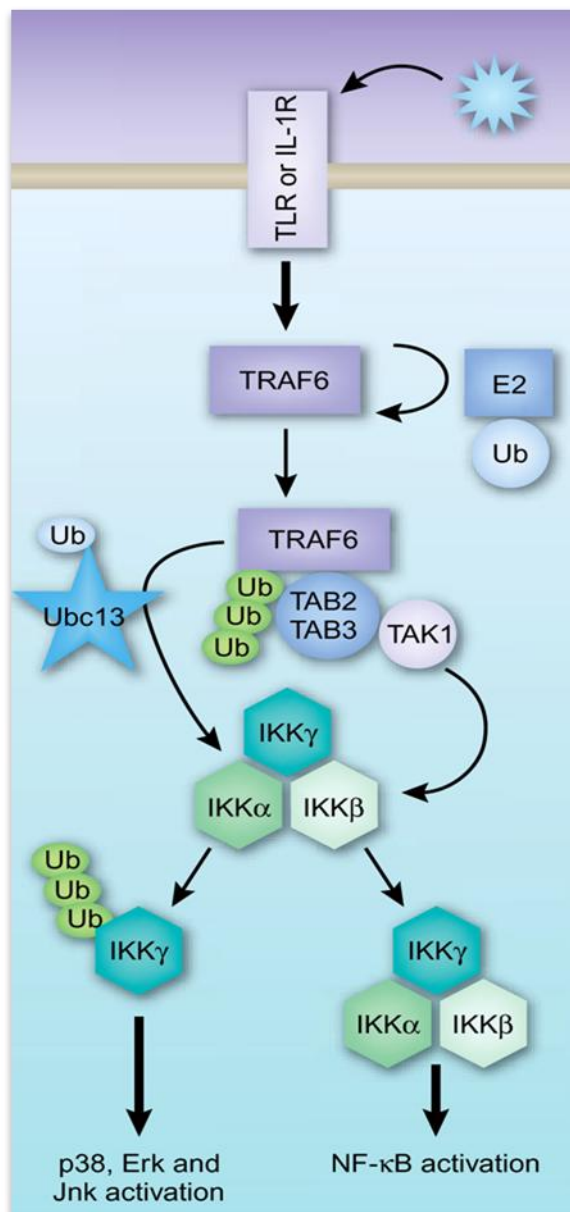 TLR or IL-1R
TRAF6
E2
Ub
TRAF6
Ub
Ubc13
Ub
Ub
Ub
TAB2
TAB3
TAK1
IKKγ
IKKα
IKKβ
Ub
Ub
Ub
IKKγ
IKKγ
IKKα
IKKβ
p38, Erk and
Jnk activation
NF-κB activation